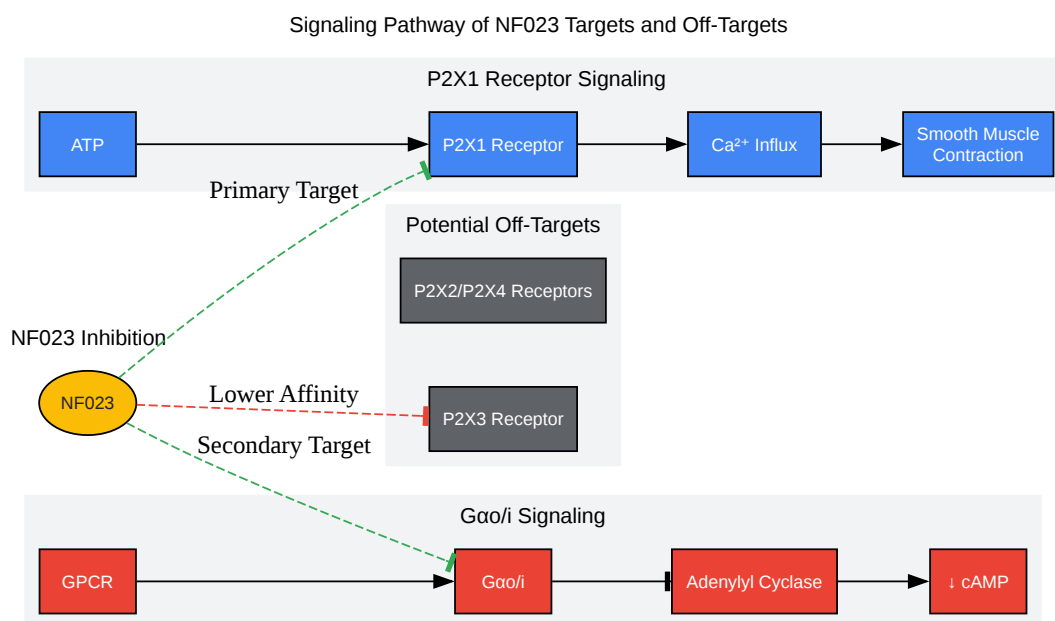 Signaling Pathway of NF023 Targets and Off-Targets
P2X1 Receptor Signaling
ATP
P2X1 Receptor
Ca²⁺ Influx
Smooth Muscle
Contraction
Primary Target
Potential Off-Targets
P2X2/P2X4 Receptors
NF023 Inhibition
NF023
Lower Affinity
P2X3 Receptor
Secondary Target
Gαo/i Signaling
GPCR
Gαo/i
Adenylyl Cyclase
↓ cAMP